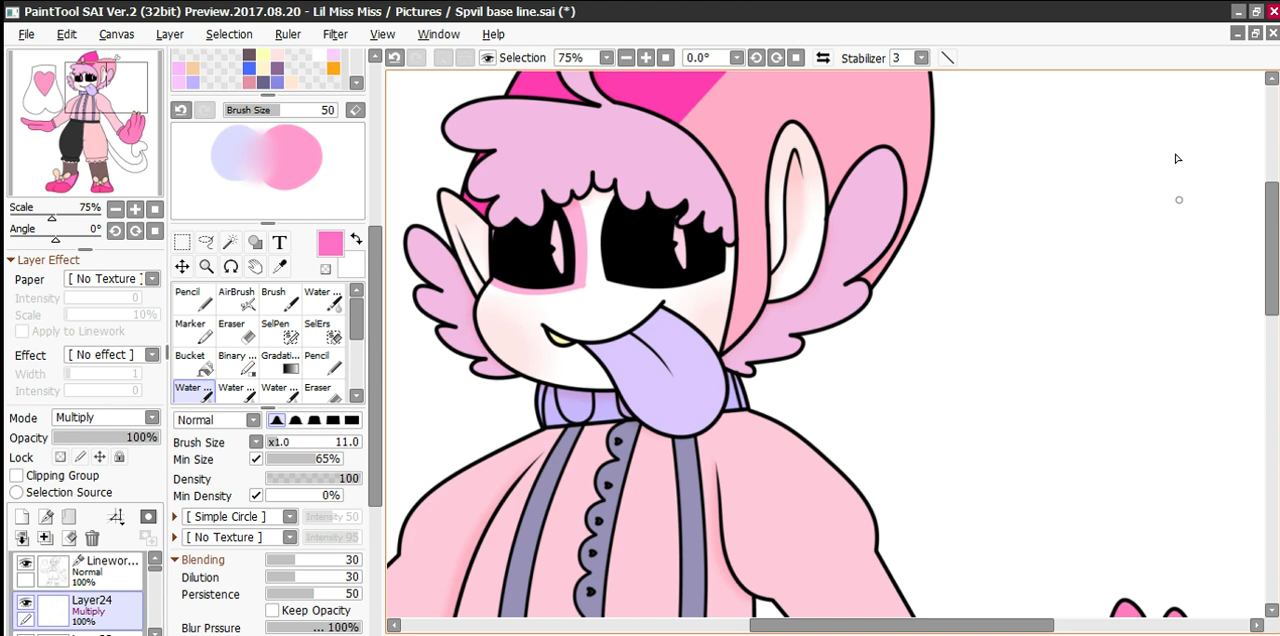 PaintTool SAI Ver.2 (32bit) Preview.2017.08.20 - Lil Miss Miss / Pictures / Spvil base line.sai (*)
File Edit Canvas Layer Selection Ruler Filter View Window Help
Selection 75% 0.0° Stabilizer 3
Brush Size 50
Scale 75%
Angle 0°
Layer Effect
Paper [ No Texture ]
Intensity 0
Scale 10%
Apply to Linework
Effect [ No effect ]
Width 1
Intensity 0
Mode Multiply
Opacity 100%
Lock
Clipping Group
Selection Source
Linewor...
Normal
100%
Layer24
Multiply
100%
T
Pencil AirBrush Brush Water ...
Marker Eraser SelPen SelErs
Bucket Binary ... Gradati... Pencil
Water ... Water ... Water ... Eraser
Normal
Brush Size x1.0 11.0
Min Size 65%
Density 100
Min Density 0%
[ Simple Circle ] Intensity 50
[ No Texture ] Intensity 95
Blending 30
Dilution 30
Persistence 50
Keep Opacity
Blur Prssure ... 100%